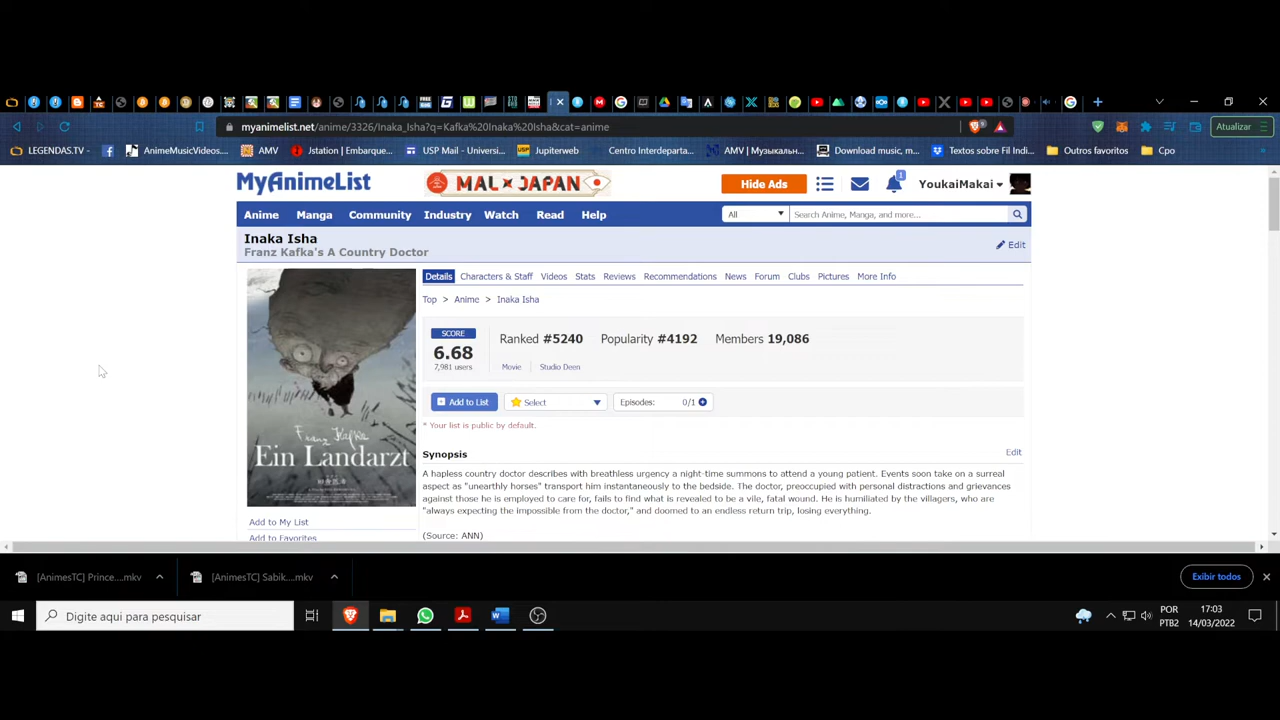 myanimelist.net/anime/3326/Inaka_Isha?q=Kafka%20Inaka%20Isha&cat=anime
Atualizar
LEGENDAS.TV -
AnimeMusicVideos...
AMV
Jstation | Embarque...
USP Mail - Universi...
Jupiterweb
Centro Interdeparta...
AMV | Музыкальн...
Download music, m...
Textos sobre Fil Indi...
Outros favoritos
Cpo
MyAnimeList
MAL x JAPAN
Hide Ads
1
YoukaiMakai
Anime Manga Community Industry Watch Read Help
All
Search Anime, Manga, and more...
Inaka Isha
Edit
Franz Kafka's A Country Doctor
Details Characters & Staff Videos Stats Reviews Recommendations News Forum Clubs Pictures More Info
Top > Anime > Inaka Isha
SCORE
6.68
7,981 users
Ranked #5240 Popularity #4192 Members 19,086
Movie Studio Deen
Add to List
Select
Episodes: 0/1
* Your list is public by default.
Franz Kafka
Ein Landarzt
Synopsis
Edit
A hapless country doctor describes with breathless urgency a night-time summons to attend a young patient. Events soon take on a surreal
aspect as "unearthly horses" transport him instantaneously to the bedside. The doctor, preoccupied with personal distractions and grievances
against those he is employed to care for, fails to find what is revealed to be a vile, fatal wound. He is humiliated by the villagers, who are
"always expecting the impossible from the doctor," and doomed to an endless return trip, losing everything.
(Source: ANN)
Add to My List
Add to Favorites
[AnimesTC] Prince....mkv
[AnimesTC] Sabik....mkv
Exibir todos
Digite aqui para pesquisar
POR
PTB2
17:03
14/03/2022